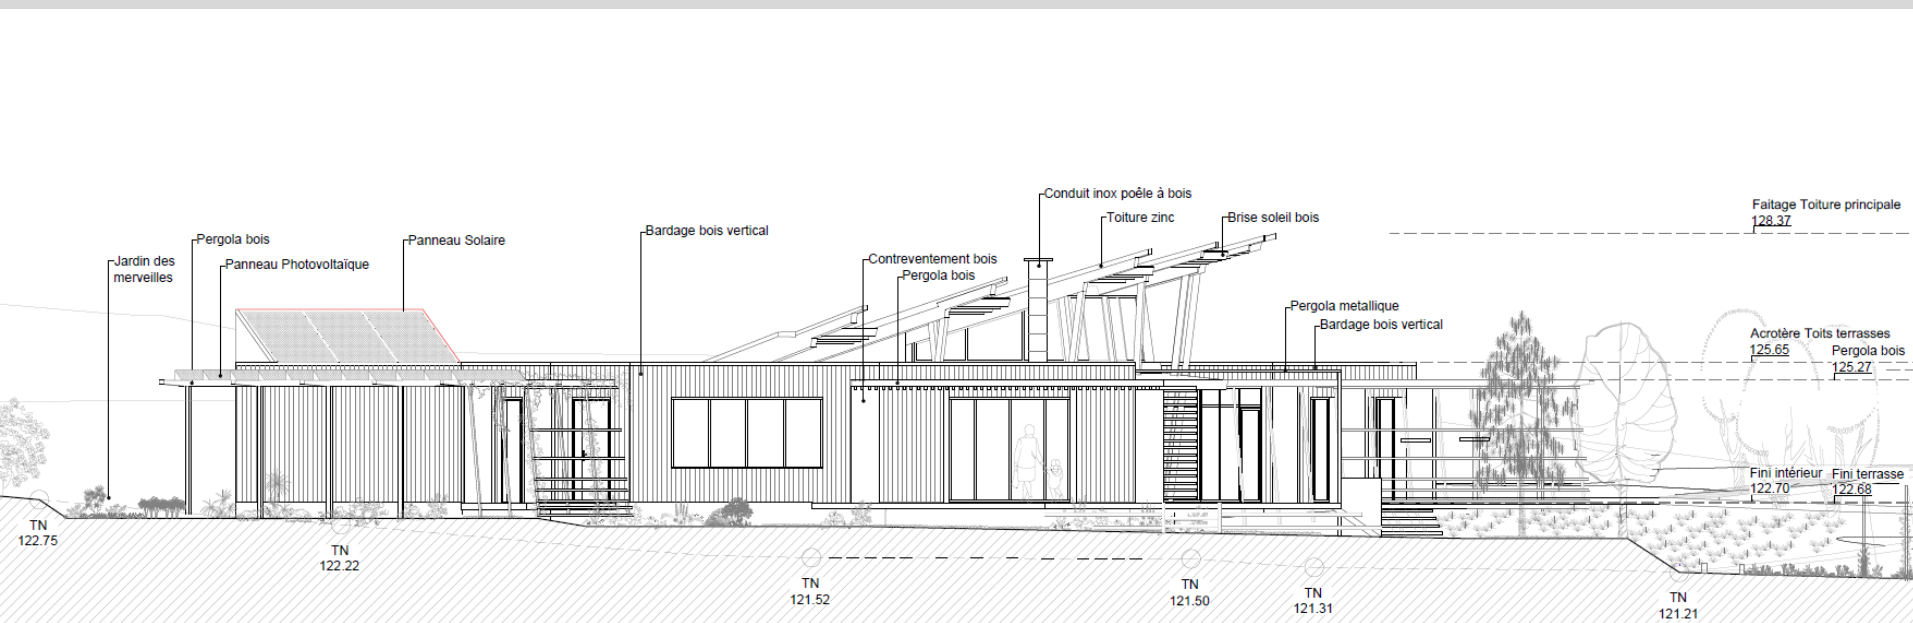 Conduit inox poêle à bois
Toiture zinc
Brise soleil bois
Faitage Toiture principale
128.37
Pergola bois
Panneau Solaire
Bardage bois vertical
Jardin des
merveilles
Panneau Photovoltaïque
Contreventement bois
Pergola bois
Pergola metallique
Bardage bois vertical
Acrotère Toits terrasses
125.65
Pergola bois
125.27
Fini intérieur
122.70
Fini terrasse
122.68
TN
122.75
TN
122.22
TN
121.52
TN
121.50
TN
121.31
TN
121.21